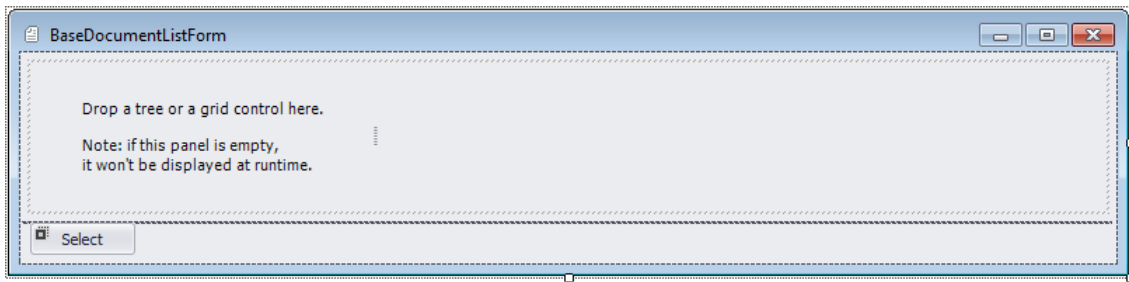 BaseDocumentListForm
Drop a tree or a grid control here.
Note: if this panel is empty,
it won't be displayed at runtime.
Select